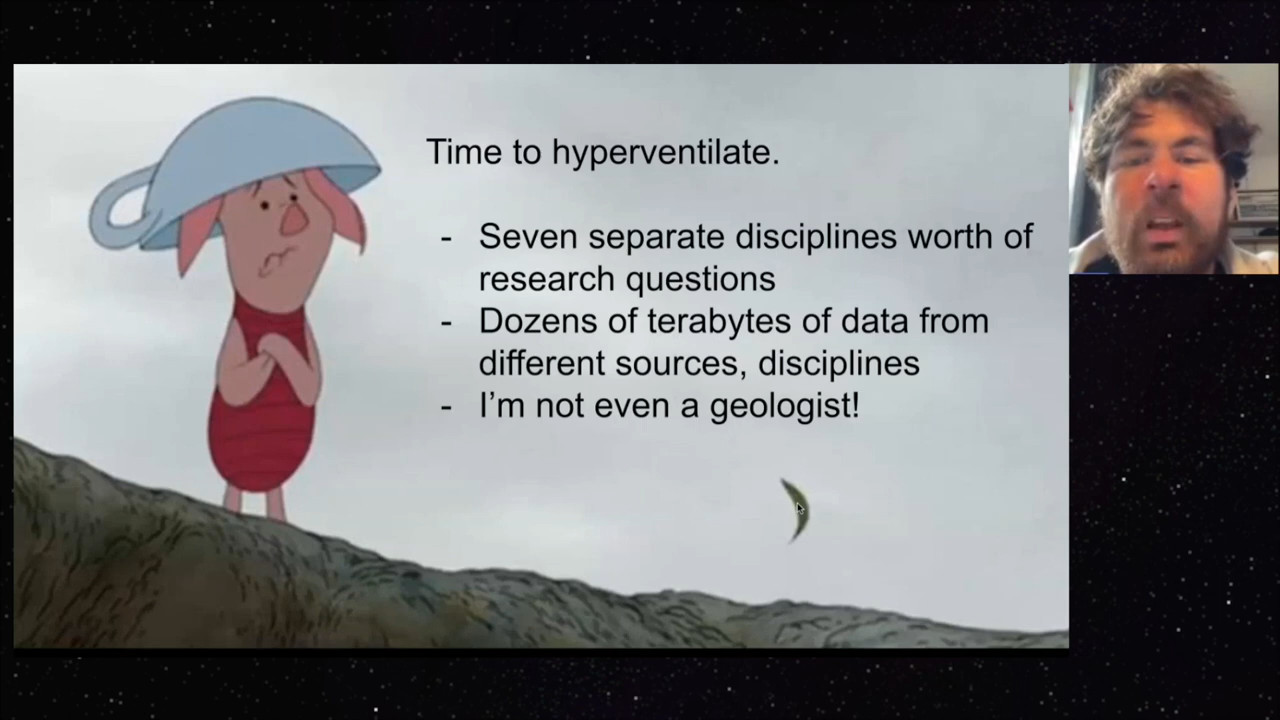 Time to hyperventilate.
- Seven separate disciplines worth of
research questions
- Dozens of terabytes of data from
different sources, disciplines
- I’m not even a geologist!